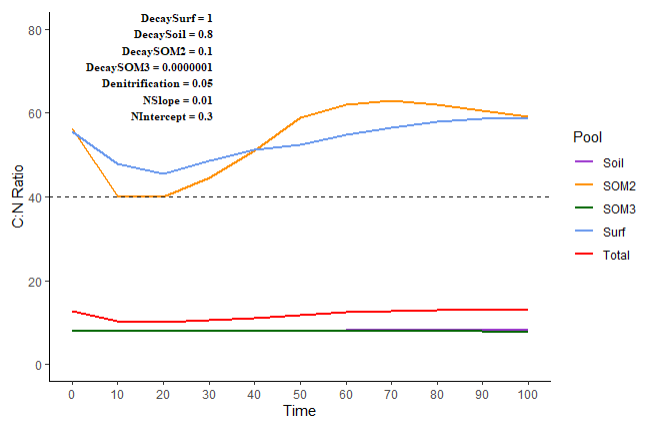 DecaySurf = 1
DecaySoil = 0.8
DecaySOM2 = 0.1
DecaySOM3 = 0.0000001
Denitrification = 0.05
NSlope = 0.01
NIntercept = 0.3
80
60
40
20
0
C:N Ratio
0 10 20 30 40 50 60 70 80 90 100
Time
Pool
Soil
SOM2
SOM3
Surf
Total